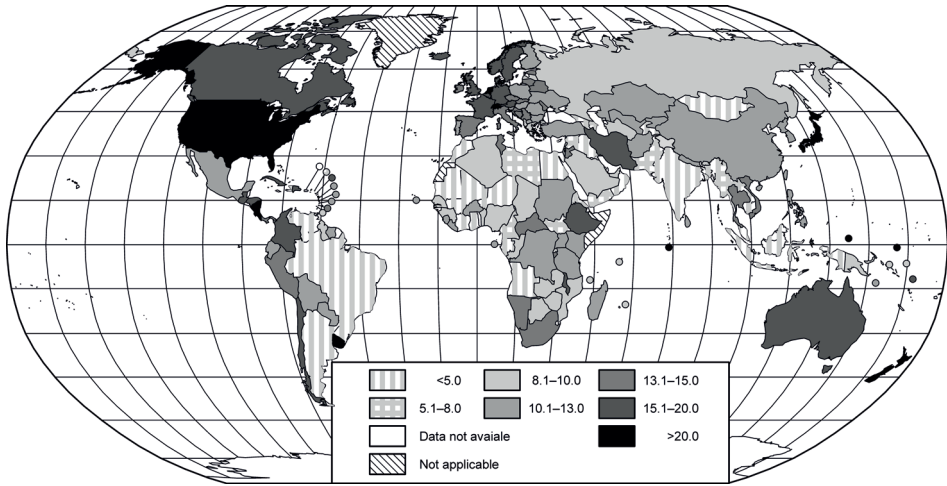 <5.0 8.1–10.0 13.1–15.0
5.1–8.0 10.1–13.0 15.1–20.0
Data not avaiale >20.0
Not applicable